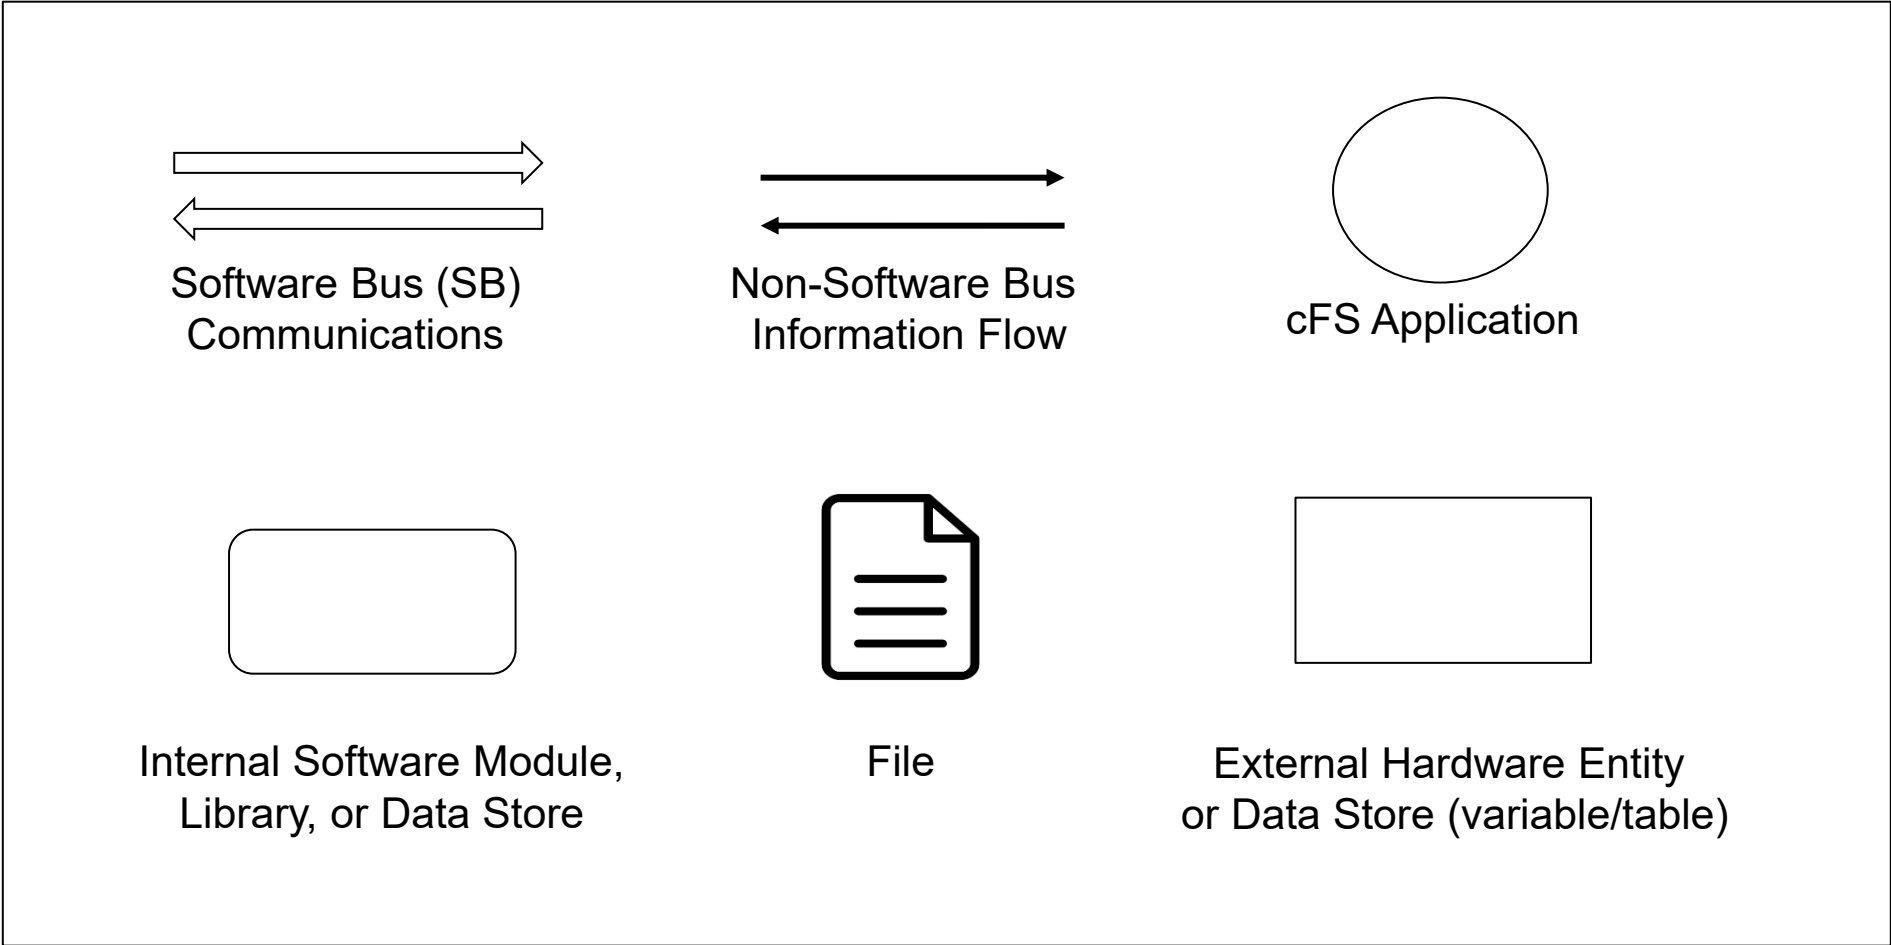 Software Bus (SB)
Communications
Non-Software Bus
Information Flow
cFS Application
Internal Software Module,
Library, or Data Store
File
External Hardware Entity
or Data Store (variable/table)